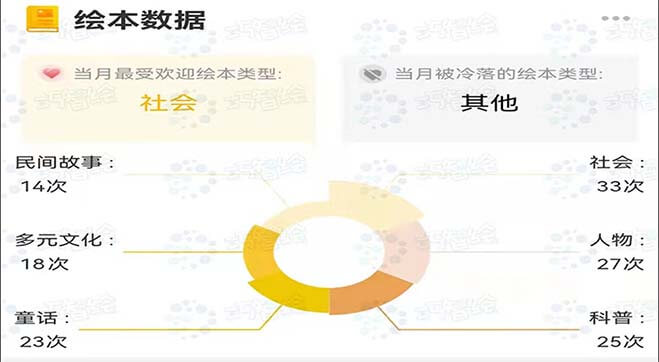 绘本数据
当月最受欢迎绘本类型:
社会
当月被冷落的绘本类型:
其他
民间故事：
14次
社会：
33次
多元文化：
18次
人物：
27次
童话：
23次
科普：
25次